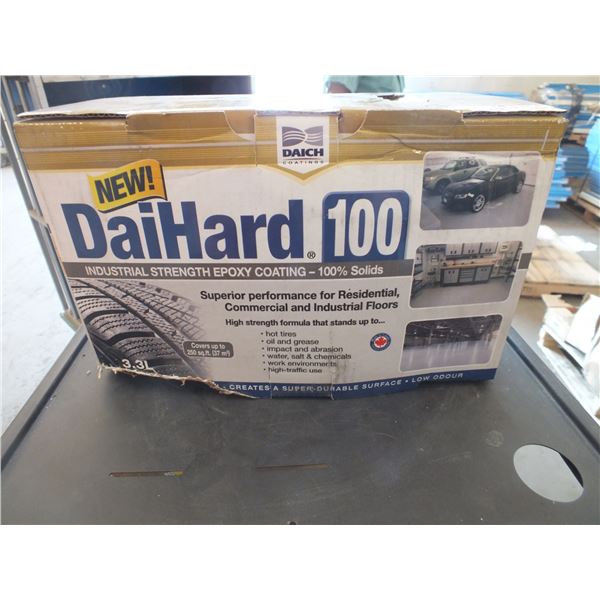 DAICH
COATINGS
NEW!
DaiHard® 100
INDUSTRIAL STRENGTH EPOXY COATING – 100% Solids
Superior performance for Residential,
Commercial and Industrial Floors
High strength formula that stands up to...
• hot tires
• oil and grease
• impact and abrasion
• water, salt & chemicals
• work environments
• high-traffic use
Covers up to
250 sq.ft. (37 m²)
3.3
• CREATES A SUPER-DURABLE SURFACE • LOW ODOUR